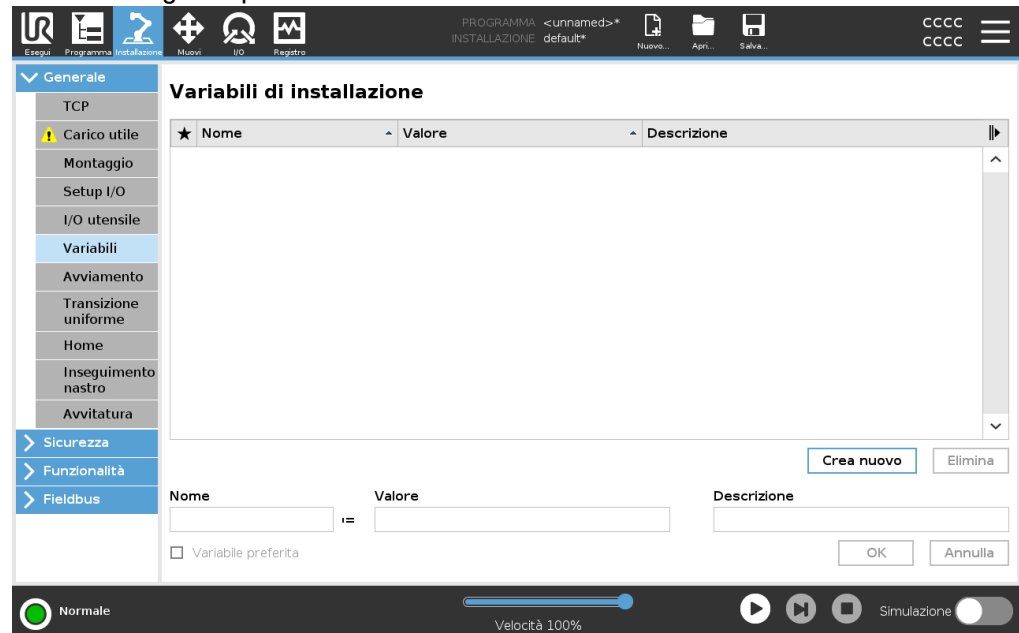 UR
PROGRAMMA <unnamed>*
INSTALLAZIONE default*
CCCC
CCCC
Esegui Programma Installazione Muovi I/O Registro Nuovo... Apri... Salva...
Generale
TCP
Carico utile
Montaggio
Setup I/O
I/O utensile
Variabili
Avviamento
Transizione
uniforme
Home
Inseguimento
nastro
Avvitatura
Sicurezza
Funzionalità
Fieldbus
Variabili di installazione
★ Nome Valore Descrizione
Crea nuovo Elimina
Nome Valore Descrizione
:=
Variabile preferita OK Annulla
Normale Velocità 100% Simulazione